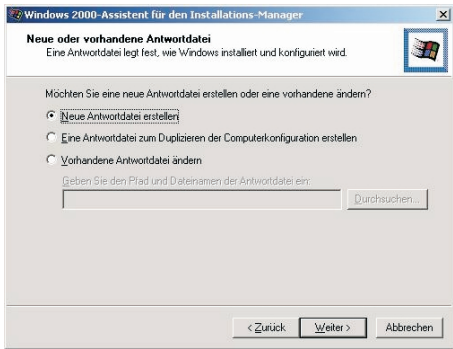 Windows 2000-Assistent für den Installations-Manager
Neue oder vorhandene Antwortdatei
Eine Antwortdatei legt fest, wie Windows installiert und konfiguriert wird.
Möchten Sie eine neue Antwortdatei erstellen oder eine vorhandene ändern?
Neue Antwortdatei erstellen
Eine Antwortdatei zum Duplizieren der Computerkonfiguration erstellen
Vorhandene Antwortdatei ändern
Geben Sie den Pfad und Dateinamen der Antwortdatei ein:
Durchsuchen...
< Zurück Weiter > Abbrechen